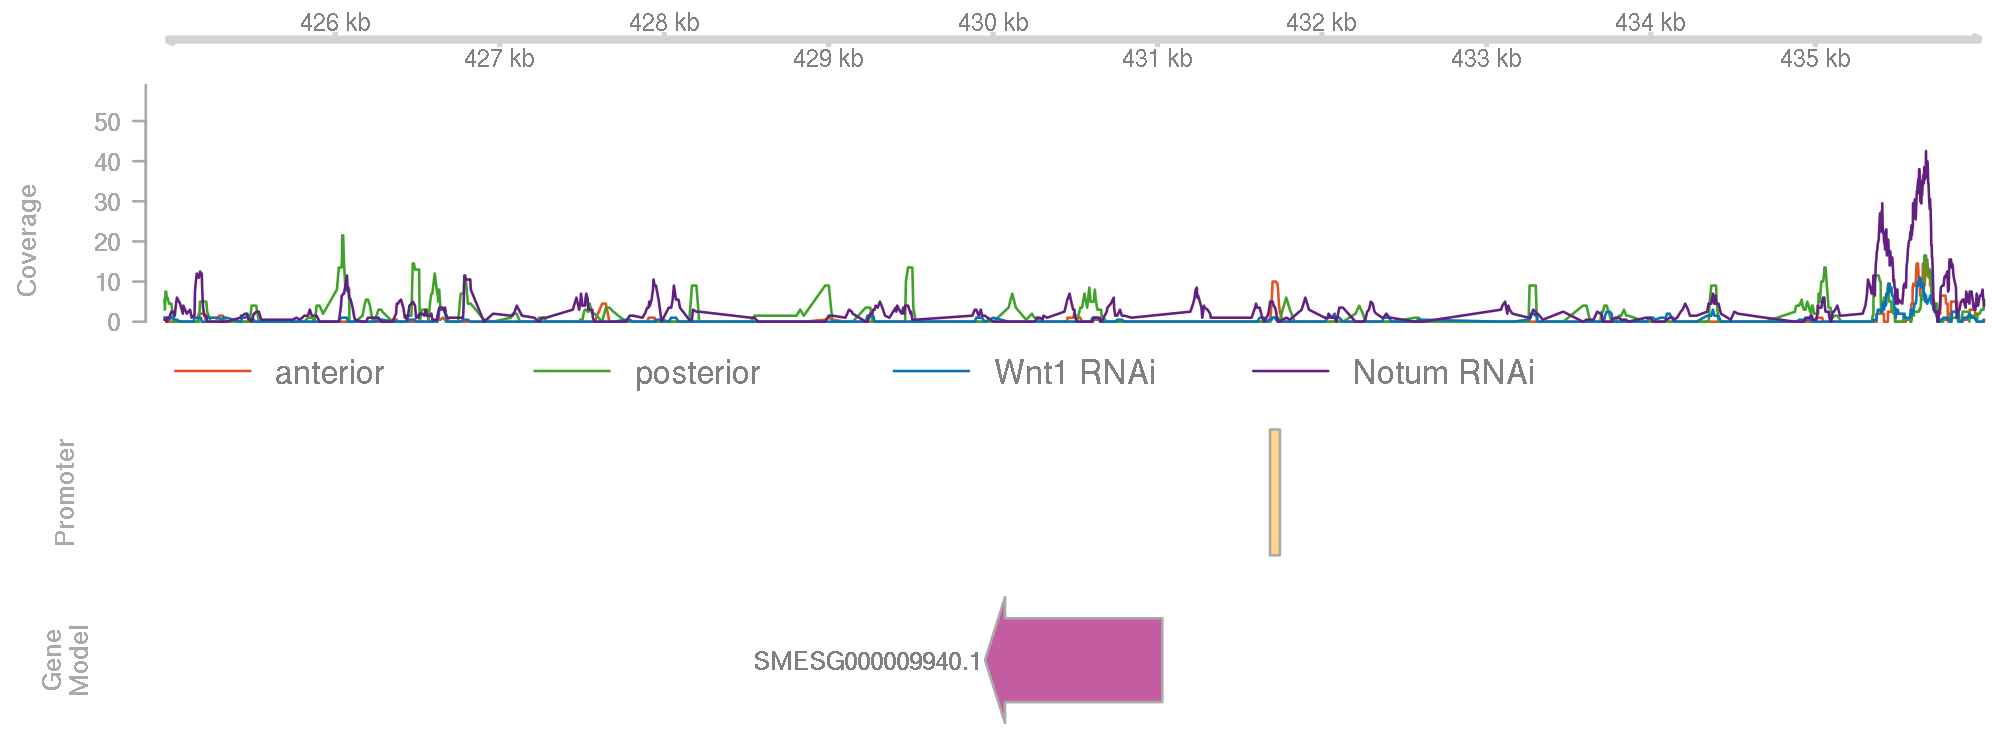 426 kb 428 kb 430 kb 432 kb 434 kb
427 kb 429 kb 431 kb 433 kb 435 kb
Coverage
50
40
30
20
10
0
anterior posterior Wnt1 RNAi Notum RNAi
Promoter
Gene
Model
SMESG000009940.1